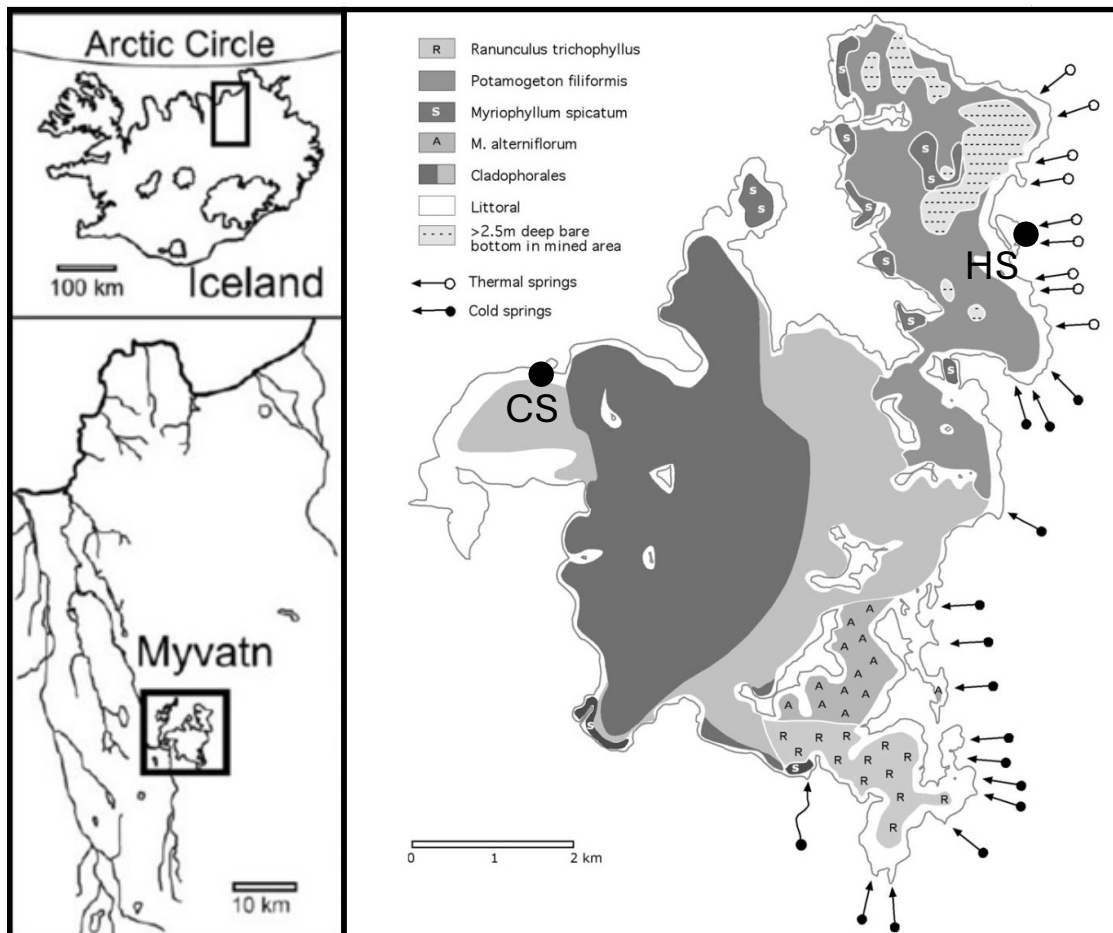 Arctic Circle
100 km
Iceland
Myvatn
10 km
R Ranunculus trichophyllus
Potamogeton filiformis
S Myriophyllum spicatum
A M. alterniflorum
Cladophorales
Littoral
>2.5m deep bare
bottom in mined area
Thermal springs
Cold springs
S
S
S
S
S
S
S
S
HS
S
S
S
CS
A
A
A
A
A
A
A
A
A
A
A
A
S
R
R
R
R
R
R
R
R
R
R
S
R
R
R
0 1 2 km